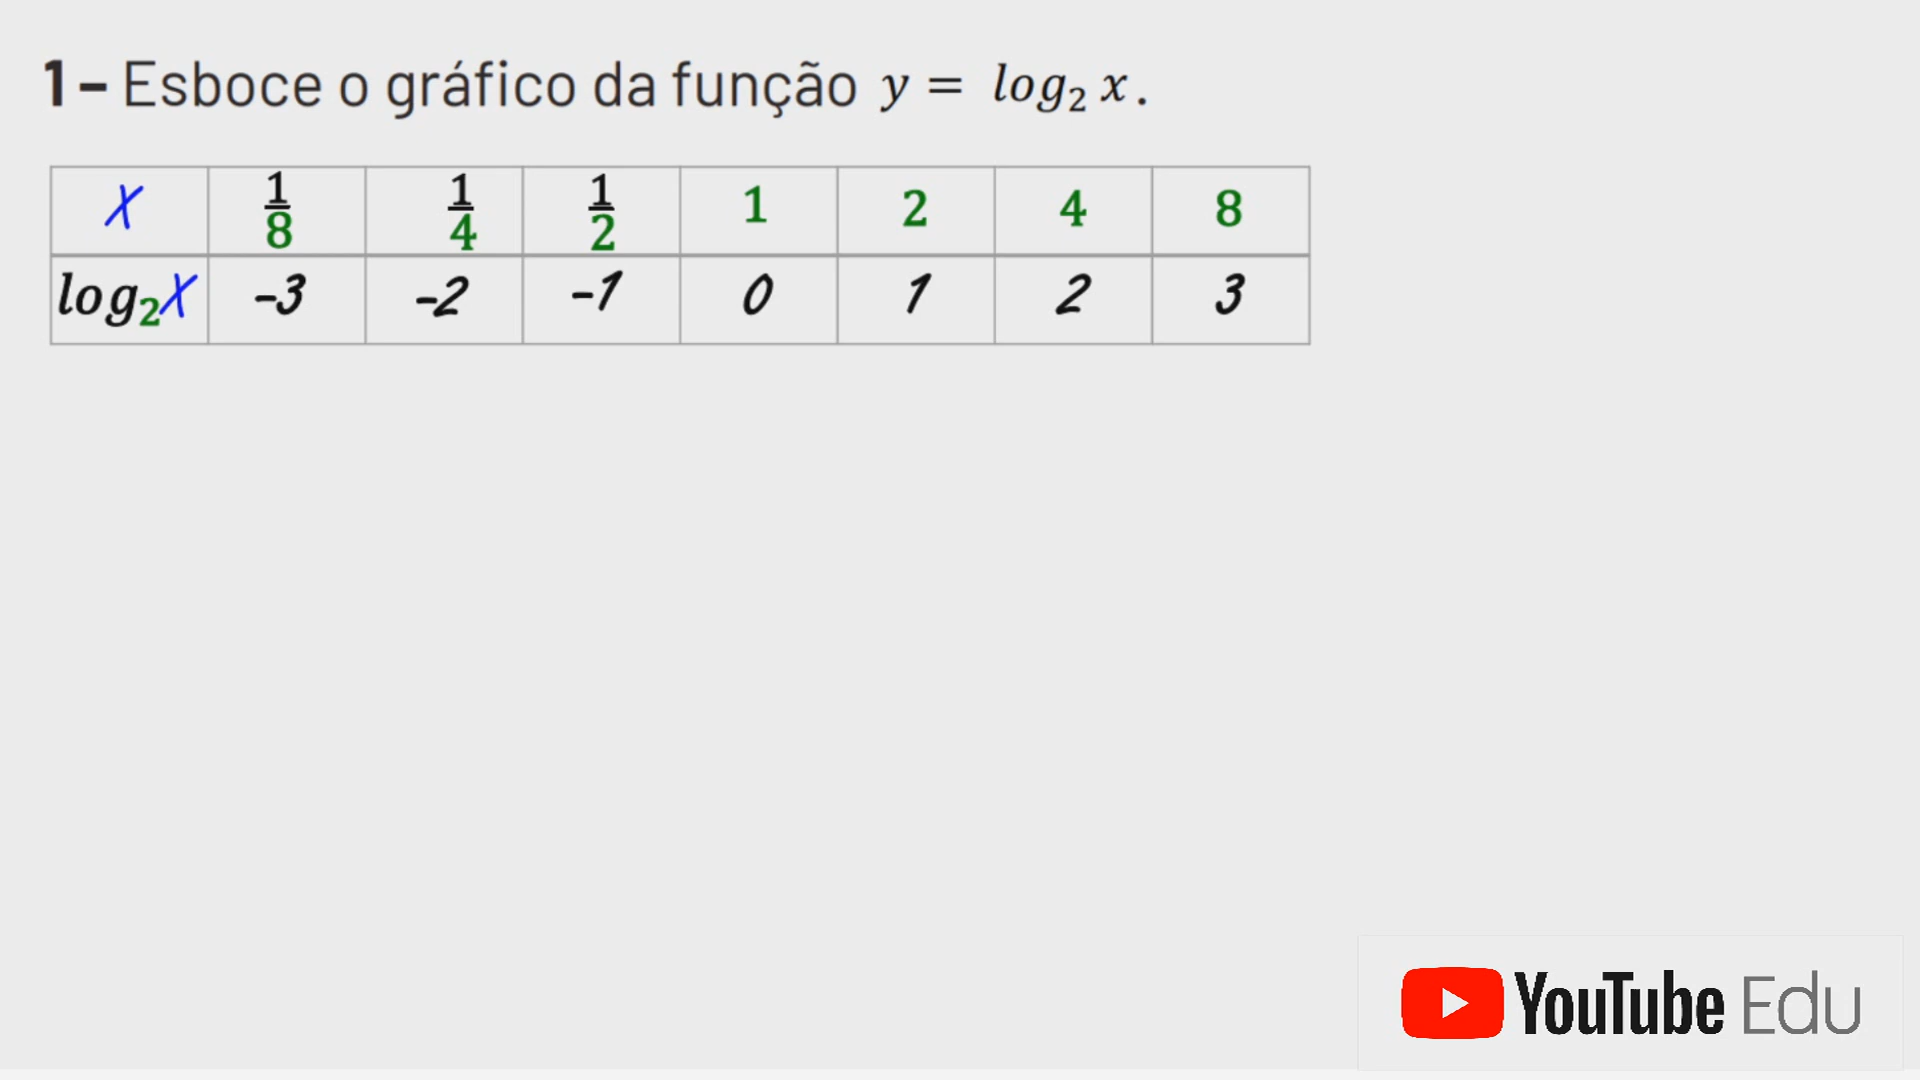 1 – Esboce o gráfico da função y = log₂ x.
X 1/8 1/4 1/2 1 2 4 8
log₂X -3 -2 -1 0 1 2 3
YouTube Edu